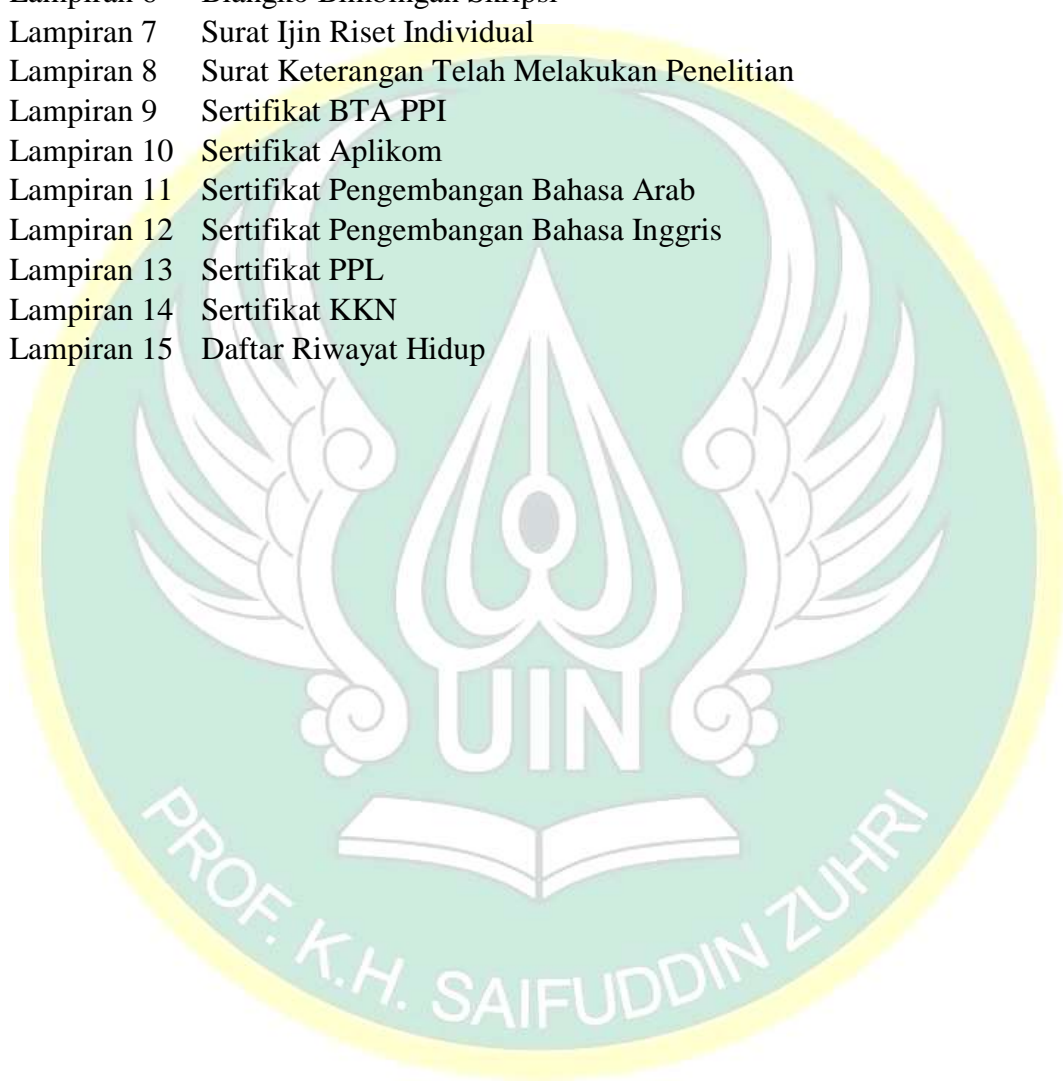 Lampiran 7 Surat Ijin Riset Individual
Lampiran 8 Surat Keterangan Telah Melakukan Penelitian
Lampiran 9 Sertifikat BTA PPI
Lampiran 10 Sertifikat Aplikom
Lampiran 11 Sertifikat Pengembangan Bahasa Arab
Lampiran 12 Sertifikat Pengembangan Bahasa Inggris
Lampiran 13 Sertifikat PPL
Lampiran 14 Sertifikat KKN
Lampiran 15 Daftar Riwayat Hidup
UIN
PROF. K.H. SAIFUDDIN ZUHRI